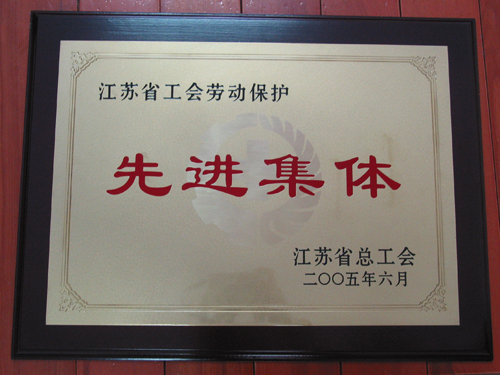 江苏省工会劳动保护
先进集体
江苏省总工会
二〇〇五年六月